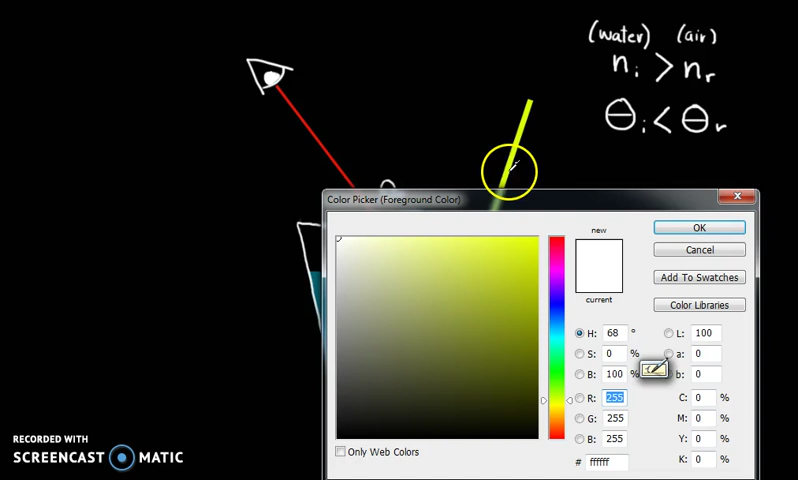 (water) (air)
ni > nr
θi < θr
Color Picker (Foreground Color)
new
current
OK
Cancel
Add To Swatches
Color Libraries
H: 68 °
S: 0 %
B: 100 %
R: 255
G: 255
B: 255
# ffffff
L: 100
a: 0
b: 0
C: 0 %
M: 0 %
Y: 0 %
K: 0 %
Only Web Colors
RECORDED WITH
SCREENCAST MATIC